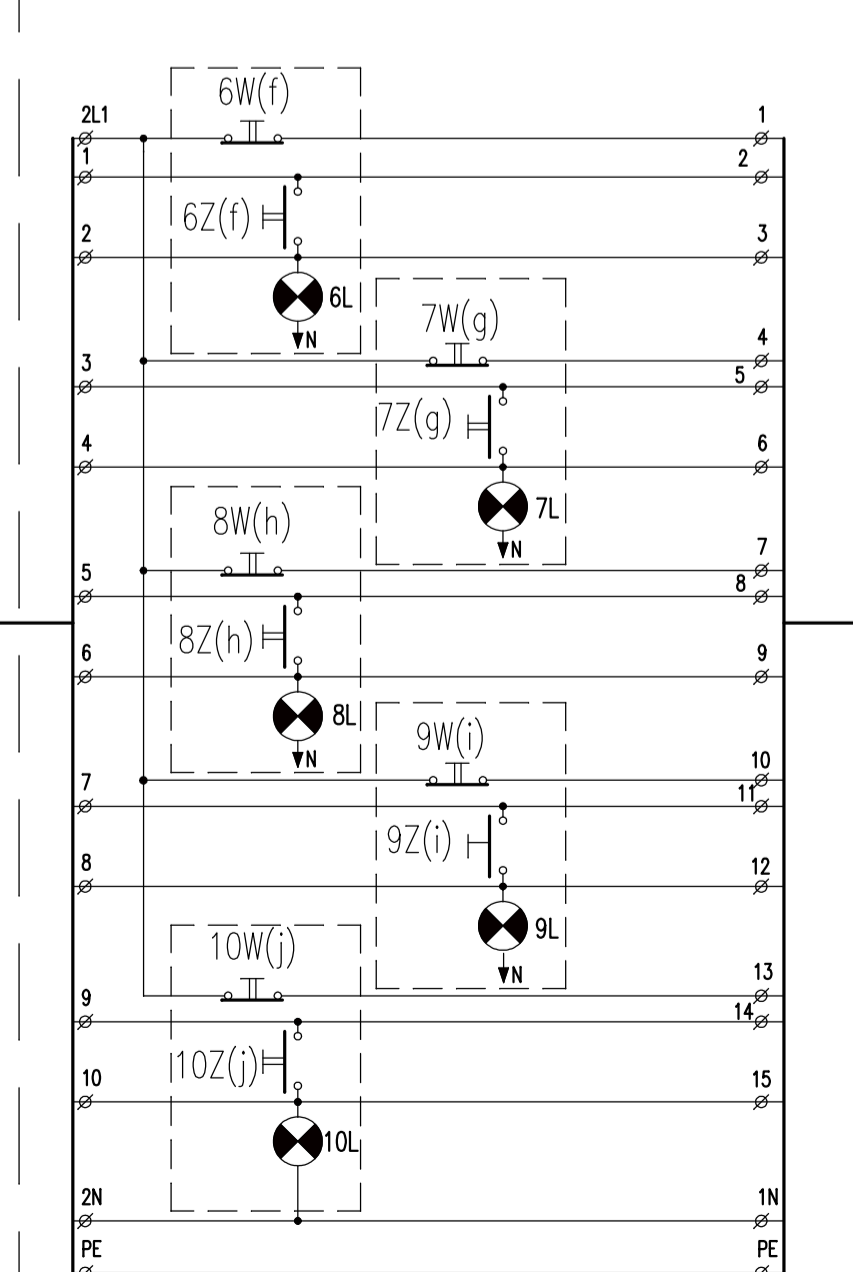 6W(f)
2L1 1
1 2
6Z(f)
2 3
6L
N
7W(g)
3 4
5
7Z(g)
4 6
7L
8W(h)
N
5 7
8
8Z(h)
6 9
8L
9W(i)
N
7 10
11
9Z(i)
8 12
9L
10W(j)
N
9 13
14
10Z(j)
10 15
10L
2N 1N
PE PE